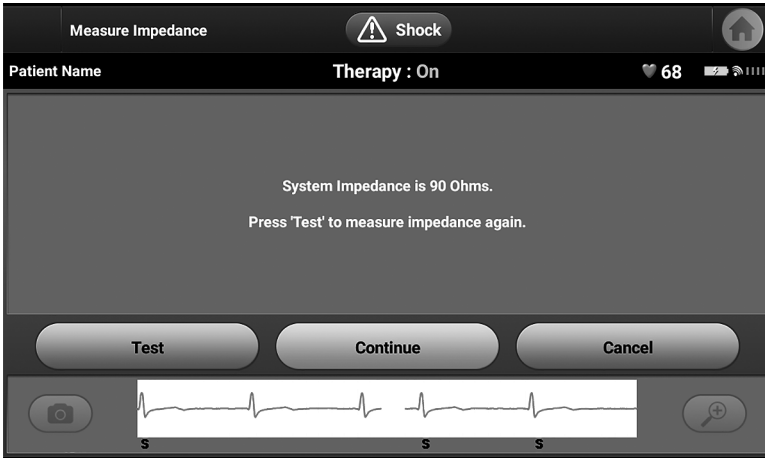 Measure Impedance
Shock
Patient Name
Therapy : On
68
System Impedance is 90 Ohms.
Press 'Test' to measure impedance again.
Test
Continue
Cancel
S
S
S